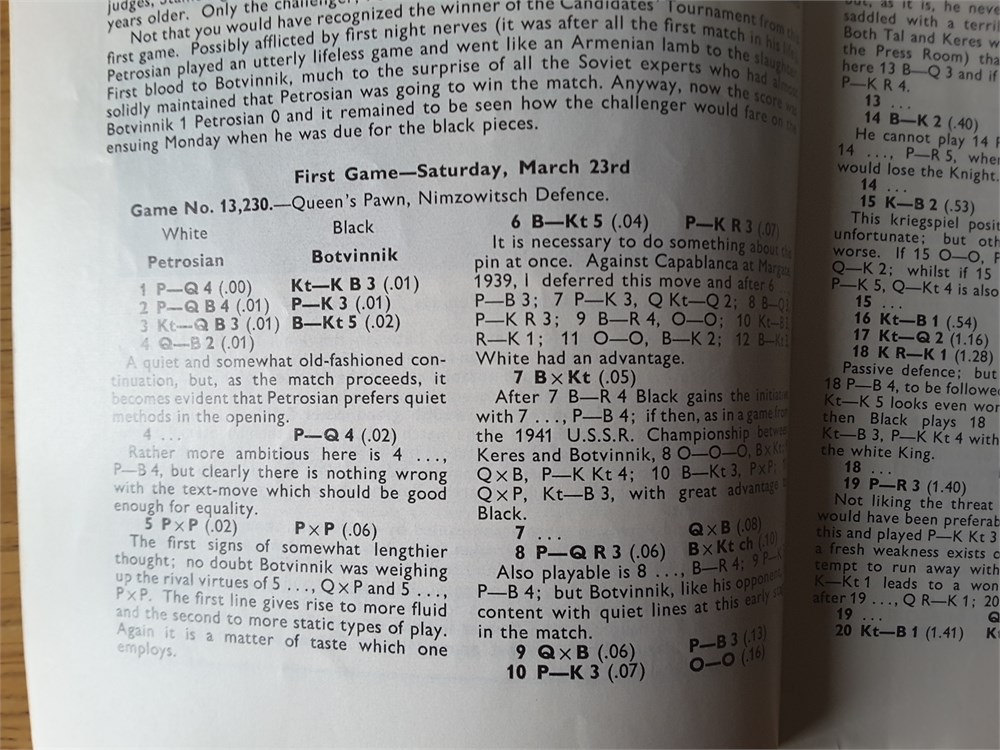 judges,
years older. Only the challenger,
Not that you would have recognized the winner of the Candidates' Tournament from
first game. Possibly afflicted by first night nerves (it was after all the first match in his
Petrosian played an utterly lifeless game and went like an Armenian lamb to the slaughter
First blood to Botvinnik, much to the surprise of all the Soviet experts who had almost
solidly maintained that Petrosian was going to win the match. Anyway, now the score was
Botvinnik 1 Petrosian 0 and it remained to be seen how the challenger would fare on the
ensuing Monday when he was due for the black pieces.
First Game—Saturday, March 23rd
Game No. 13,230.—Queen's Pawn, Nimzowitsch Defence.
White Black
Petrosian Botvinnik
1 P—Q 4 (.00) Kt—K B 3 (.01)
2 P—Q B 4 (.01) P—K 3 (.01)
3 Kt—Q B 3 (.01) B—Kt 5 (.02)
4 Q—B 2 (.01)
A quiet and somewhat old-fashioned con-
tinuation, but, as the match proceeds, it
becomes evident that Petrosian prefers quiet
methods in the opening.
4 ... P—Q 4 (.02)
Rather more ambitious here is 4 ...,
P—B 4, but clearly there is nothing wrong
with the text-move which should be good
enough for equality.
5 P×P (.02) P×P (.06)
The first signs of somewhat lengthier
thought; no doubt Botvinnik was weighing
up the rival virtues of 5 ..., Q×P and 5 ...,
P×P. The first line gives rise to more fluid
and the second to more static types of play.
Again it is a matter of taste which one
employs.
6 B—Kt 5 (.04) P—K R 3 (.07)
It is necessary to do something about the
pin at once. Against Capablanca at Margate
1939, I deferred this move and after 6
P—B 3; 7 P—K 3, Q Kt—Q 2; 8 B—Q
P—K R 3; 9 B—R 4, O—O; 10 Kt—B
R—K 1; 11 O—O, B—K 2; 12 B—Kt
White had an advantage.
7 B×Kt (.05)
After 7 B—R 4 Black gains the initiative
with 7 ..., P—B 4; if then, as in a game from
the 1941 U.S.S.R. Championship between
Keres and Botvinnik, 8 O—O—O, B×Kt;
Q×B, P—K Kt 4; 10 B—Kt 3, P×P;
Q×P, Kt—B 3, with great advantage
Black.
7 ... Q×B (.08)
8 P—Q R 3 (.06) B×Kt ch (.10)
Also playable is 8 ..., B—R 4; 9 P—
P—B 4; but Botvinnik, like his opponent,
content with quiet lines at this early
in the match.
9 Q×B (.06) P—B 3 (.13)
10 P—K 3 (.07) O—O (.16)
but, as it is, he neve
saddled with a terri
Both Tal and Keres w
the Press Room) tha
here 13 B—Q 3 and if
P—K R 4.
13 ...
14 B—K 2 (.40)
He cannot play 14
14 ..., P—R 5, when
would lose the Knight.
14 ...
15 K—B 2 (.53)
This kriegspiel posit
unfortunate; but oth
worse. If 15 O—O, P
Q—K 2; whilst if 15
P—K 5, Q—Kt 4 is also
15 ...
16 Kt—B 1 (.54)
17 Kt—Q 2 (1.16)
18 K R—K 1 (1.28)
Passive defence; but
18 P—B 4, to be followe
Kt—K 5 looks even wor
then Black plays 18
Kt—B 3, P—K Kt 4 with
the white King.
18 ...
19 P—R 3 (1.40)
Not liking the threat
would have been preferab
this and played P—K Kt 3
a fresh weakness exists o
tempt to run away with
K—Kt 1 leads to a won
after 19 ..., Q R—K 1; 20
19 ... Q
20 Kt—B 1 (1.41) K